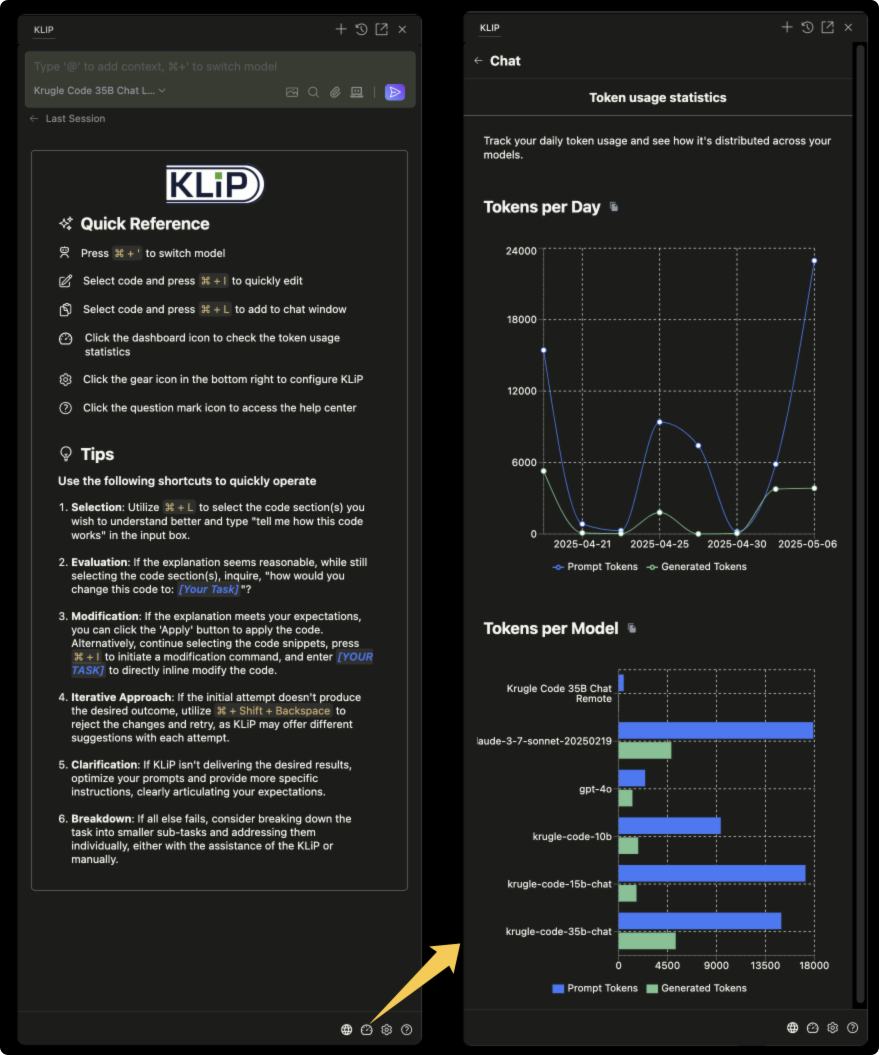 KLIP
Type '@' to add context, ⌘+' to switch model
Krugle Code 35B Chat L...
Last Session
KLiP
Quick Reference
Press ⌘ + ' to switch model
Select code and press ⌘ + I to quickly edit
Select code and press ⌘ + L to add to chat window
Click the dashboard icon to check the token usage
statistics
Click the gear icon in the bottom right to configure KLiP
Click the question mark icon to access the help center
Tips
Use the following shortcuts to quickly operate
1. Selection: Utilize ⌘ + L to select the code section(s) you
wish to understand better and type "tell me how this code
works" in the input box.
2. Evaluation: If the explanation seems reasonable, while still
selecting the code section(s), inquire, "how would you
change this code to: [Your Task]"?
3. Modification: If the explanation meets your expectations,
you can click the 'Apply' button to apply the code.
Alternatively, continue selecting the code snippets, press
⌘ + I to initiate a modification command, and enter [YOUR
TASK] to directly inline modify the code.
4. Iterative Approach: If the initial attempt doesn't produce
the desired outcome, utilize ⌘ + Shift + Backspace to
reject the changes and retry, as KLiP may offer different
suggestions with each attempt.
5. Clarification: If KLiP isn't delivering the desired results,
optimize your prompts and provide more specific
instructions, clearly articulating your expectations.
6. Breakdown: If all else fails, consider breaking down the
task into smaller sub-tasks and addressing them
individually, either with the assistance of the KLiP or
manually.
KLIP
Chat
Token usage statistics
Track your daily token usage and see how it's distributed across your
models.
Tokens per Day
24000
18000
12000
6000
0
2025-04-21 2025-04-25 2025-04-30 2025-05-06
Prompt Tokens Generated Tokens
Tokens per Model
Krugle Code 35B Chat
Remote
laude-3-7-sonnet-20250219
gpt-4o
krugle-code-10b
krugle-code-15b-chat
krugle-code-35b-chat
0 4500 9000 13500 18000
Prompt Tokens Generated Tokens